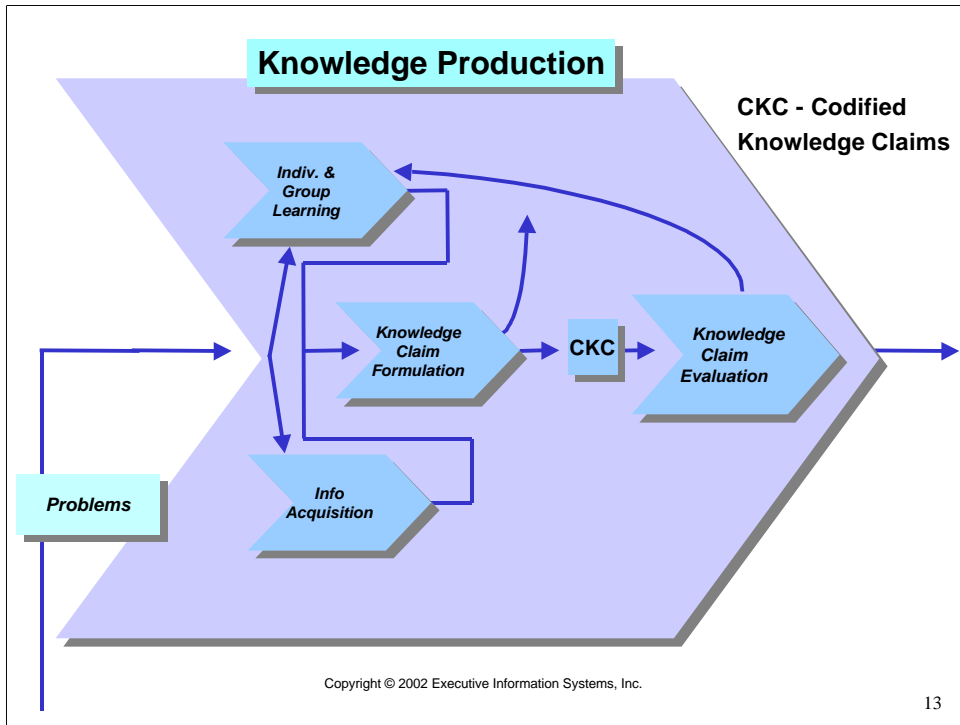 Knowledge Production
CKC - Codified
Knowledge Claims
Indiv. &
Group
Learning
Knowledge
Claim
Formulation
CKC
Knowledge
Claim
Evaluation
Problems
Info
Acquisition
Copyright © 2002 Executive Information Systems, Inc.
13